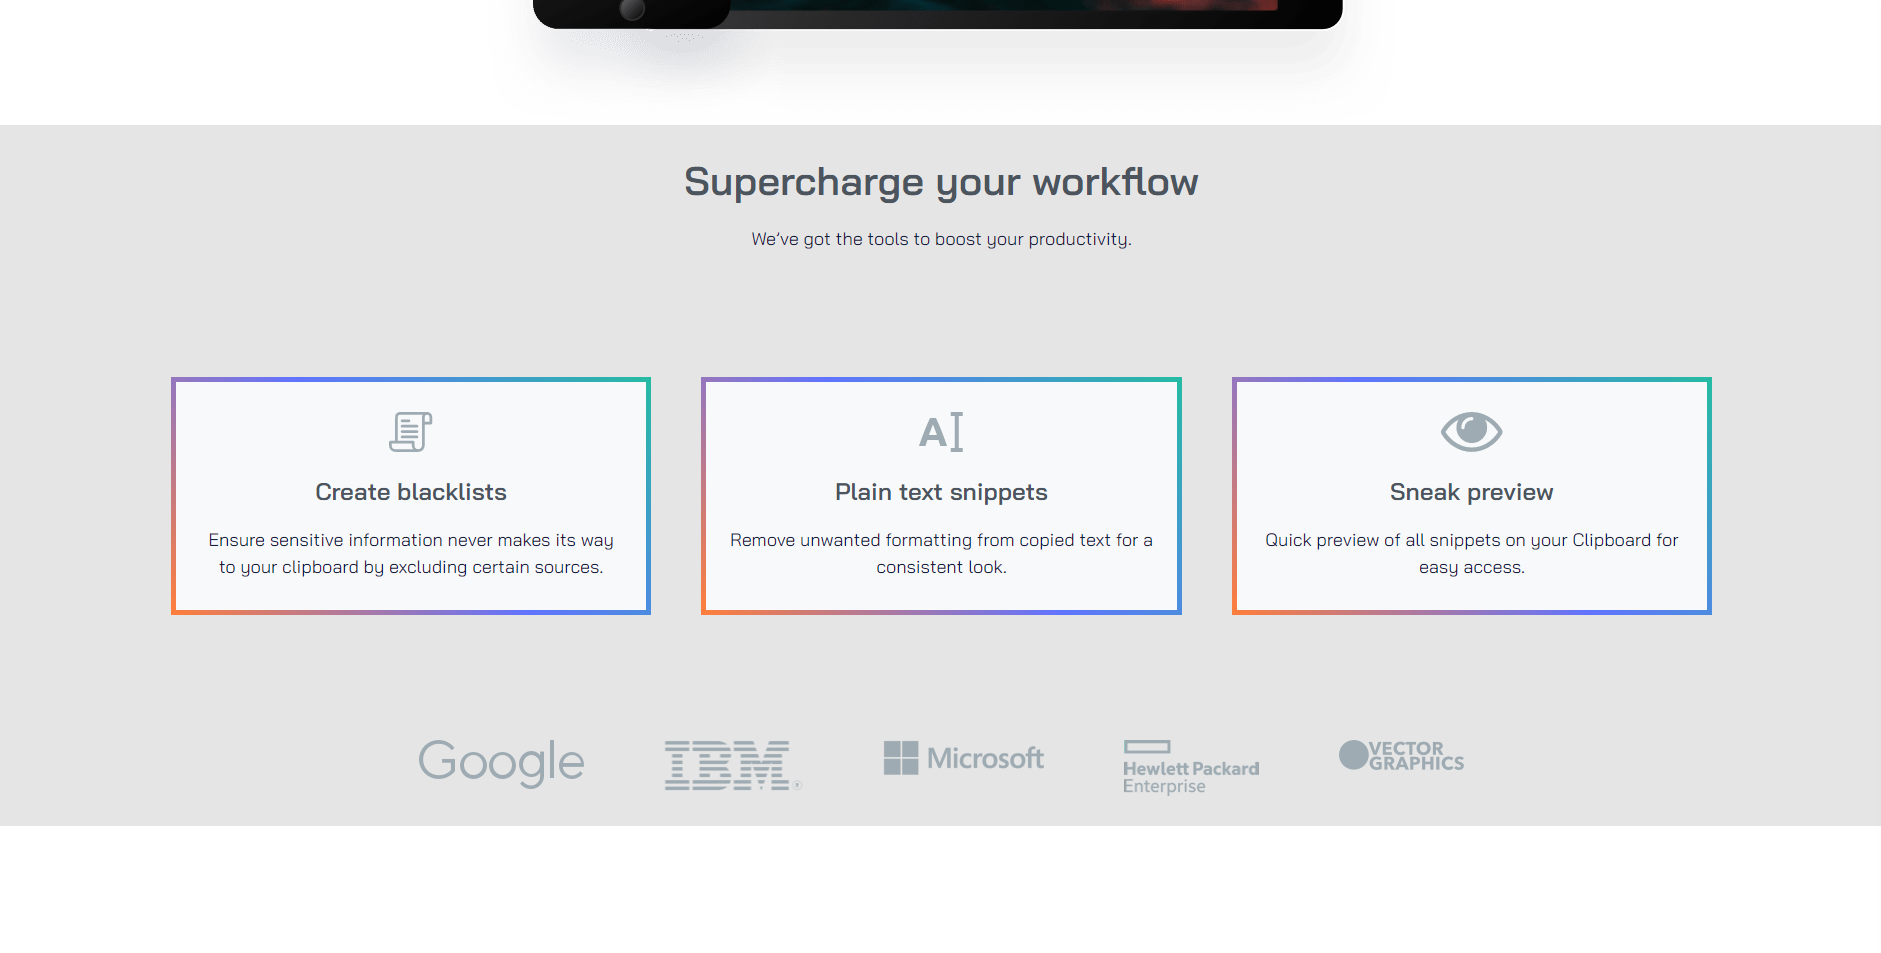 Supercharge your workflow
We’ve got the tools to boost your productivity.
Create blacklists
Ensure sensitive information never makes its way
to your clipboard by excluding certain sources.
AI
Plain text snippets
Remove unwanted formatting from copied text for a
consistent look.
Sneak preview
Quick preview of all snippets on your Clipboard for
easy access.
Google
IBM®
Microsoft
Hewlett Packard
Enterprise
VECTOR
GRAPHICS